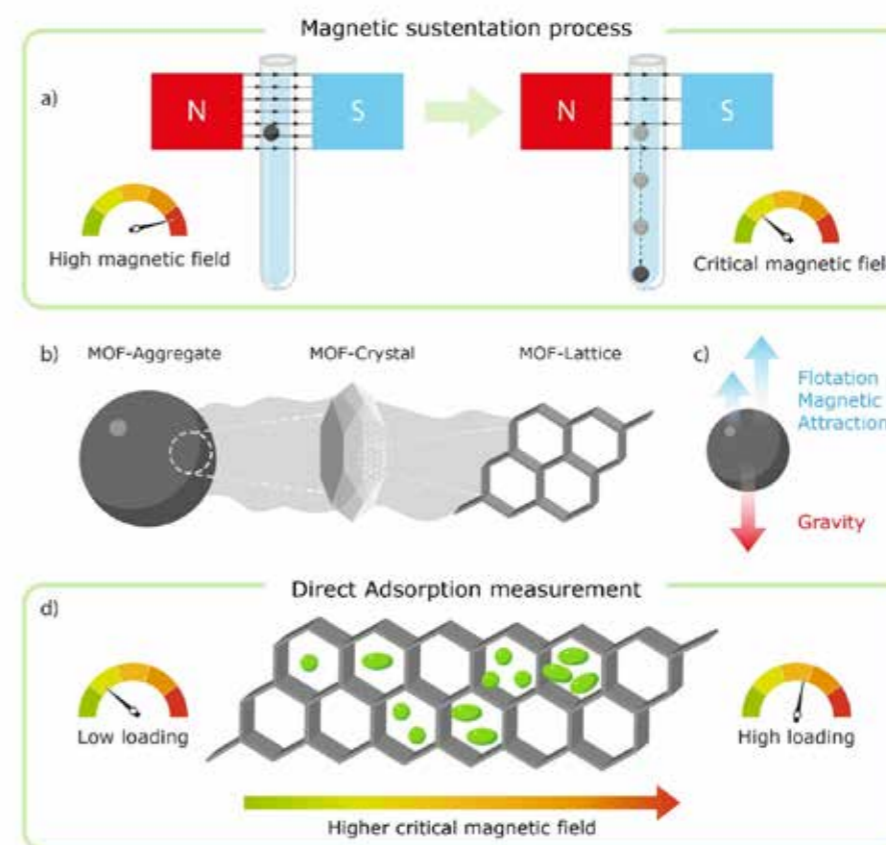 Magnetic sustentation process
a)
N
S
N
S
High magnetic field
Critical magnetic fiel
b)
MOF-Aggregate
MOF-Crystal
MOF-Lattice
c)
Flotation
Magnetic
Attraction
Gravity
Direct Adsorption measurement
d)
Low loading
High loading
Higher critical magnetic field